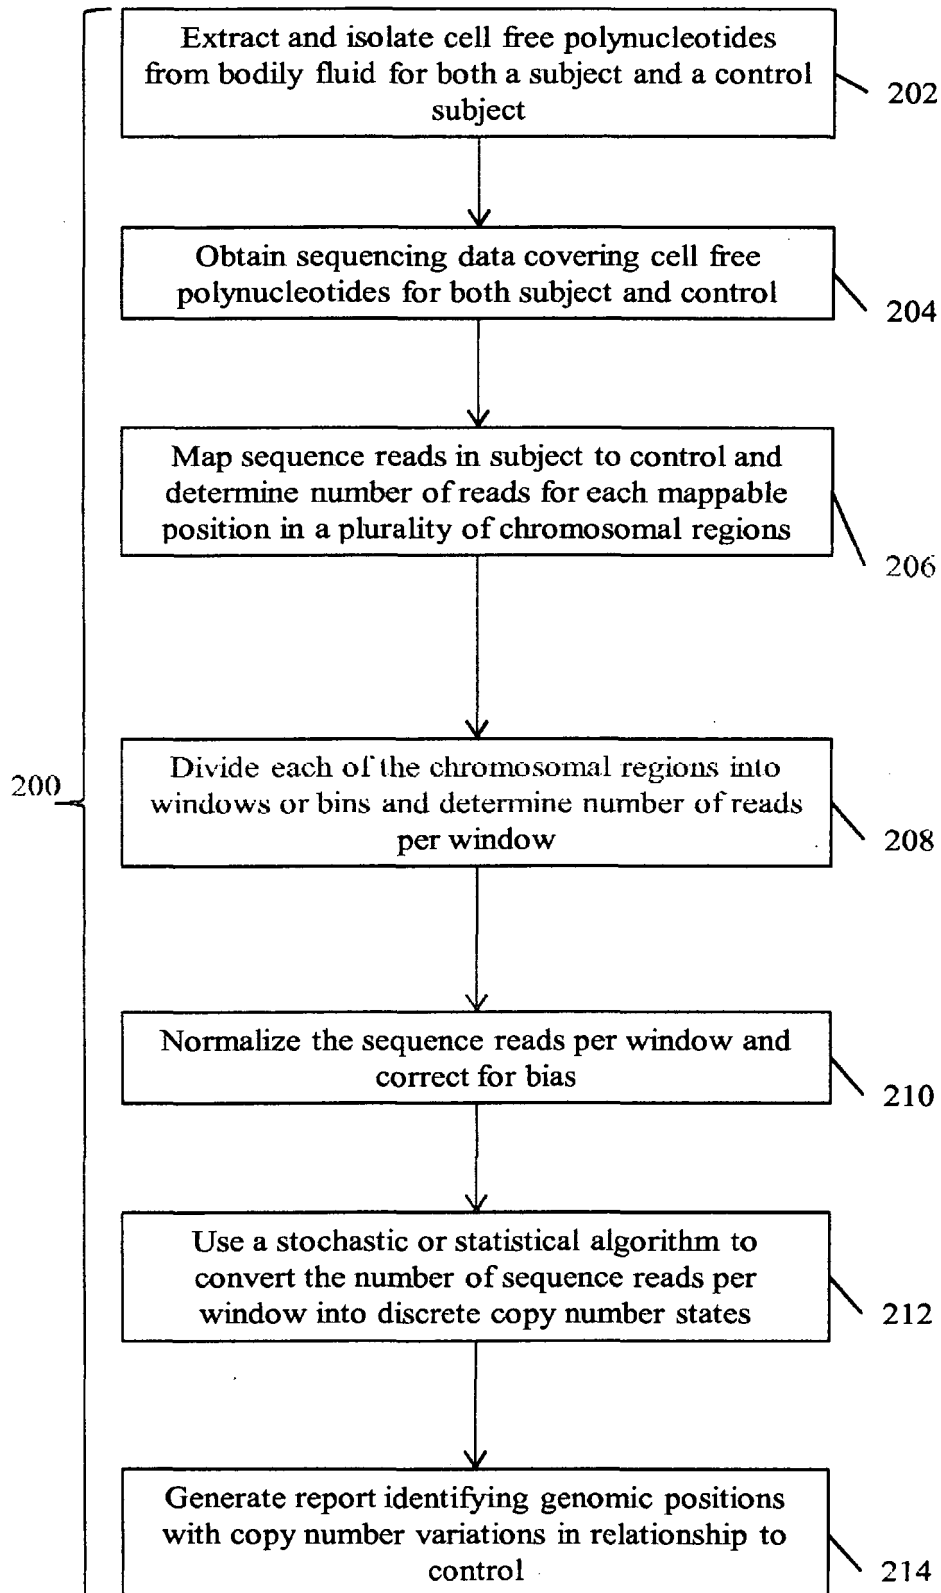 Extract and isolate cell free polynucleotides
from bodily fluid for both a subject and a control
subject
202
Obtain sequencing data covering cell free
polynucleotides for both subject and control
204
Map sequence reads in subject to control and
determine number of reads for each mappable
position in a plurality of chromosomal regions
206
200
Divide each of the chromosomal regions into
windows or bins and determine number of reads
per window
208
Normalize the sequence reads per window and
correct for bias
210
Use a stochastic or statistical algorithm to
convert the number of sequence reads per
window into discrete copy number states
212
Generate report identifying genomic positions
with copy number variations in relationship to
control
214